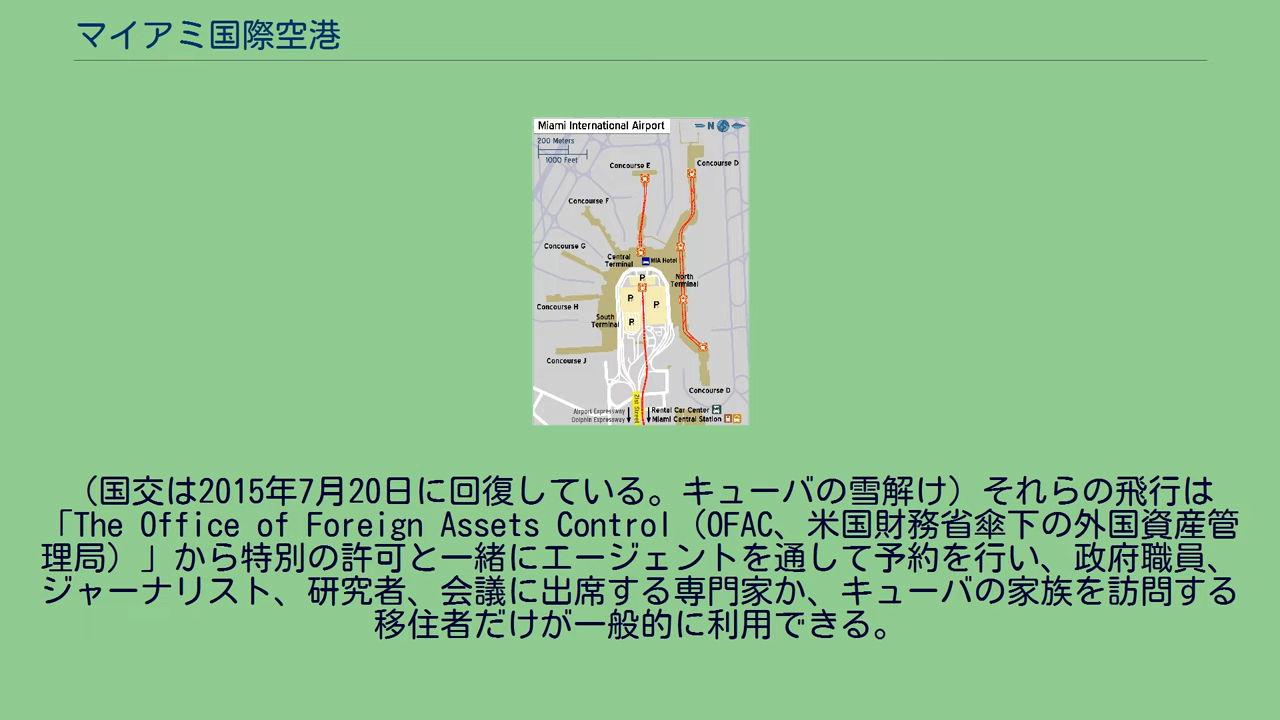 マイアミ国際空港
Miami International Airport
N
200 Meters
1000 Feet
Concourse E
Concourse D
Concourse F
Concourse G
Central
Terminal
MIA Hotel
P
North
Terminal
P
P
Concourse H
South
Terminal
P
Concourse J
Concourse D
21st Street
Airport Expressway
Rental Car Center
Dolphin Expressway
Miami Central Station
（国交は2015年7月20日に回復している。キューバの雪解け）それらの飛行は
「The Office of Foreign Assets Control（OFAC、米国財務省傘下の外国資産管
理局）」から特別の許可と一緒にエージェントを通して予約を行い、政府職員、
ジャーナリスト、研究者、会議に出席する専門家か、キューバの家族を訪問する
移住者だけが一般的に利用できる。